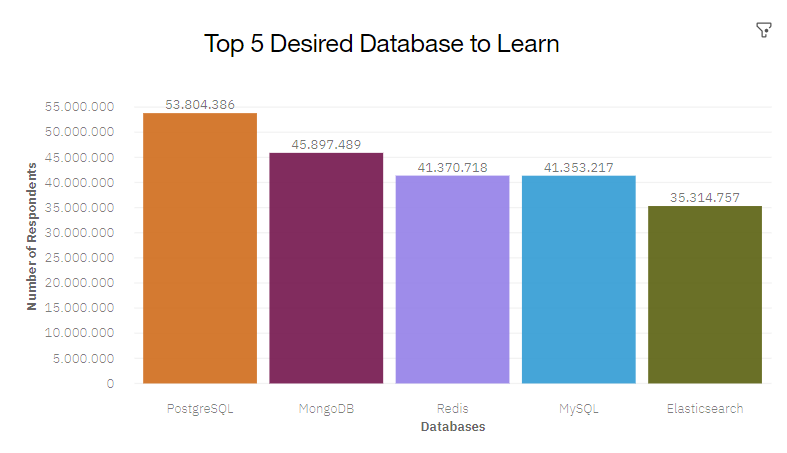 Top 5 Desired Database to Learn
Number of Respondents
55.000.000
50.000.000
45.000.000
40.000.000
35.000.000
30.000.000
25.000.000
20.000.000
15.000.000
10.000.000
5.000.000
0
53.804.386
45.897.489
41.370.718
41.353.217
35.314.757
PostgreSQL
MongoDB
Redis
MySQL
Elasticsearch
Databases